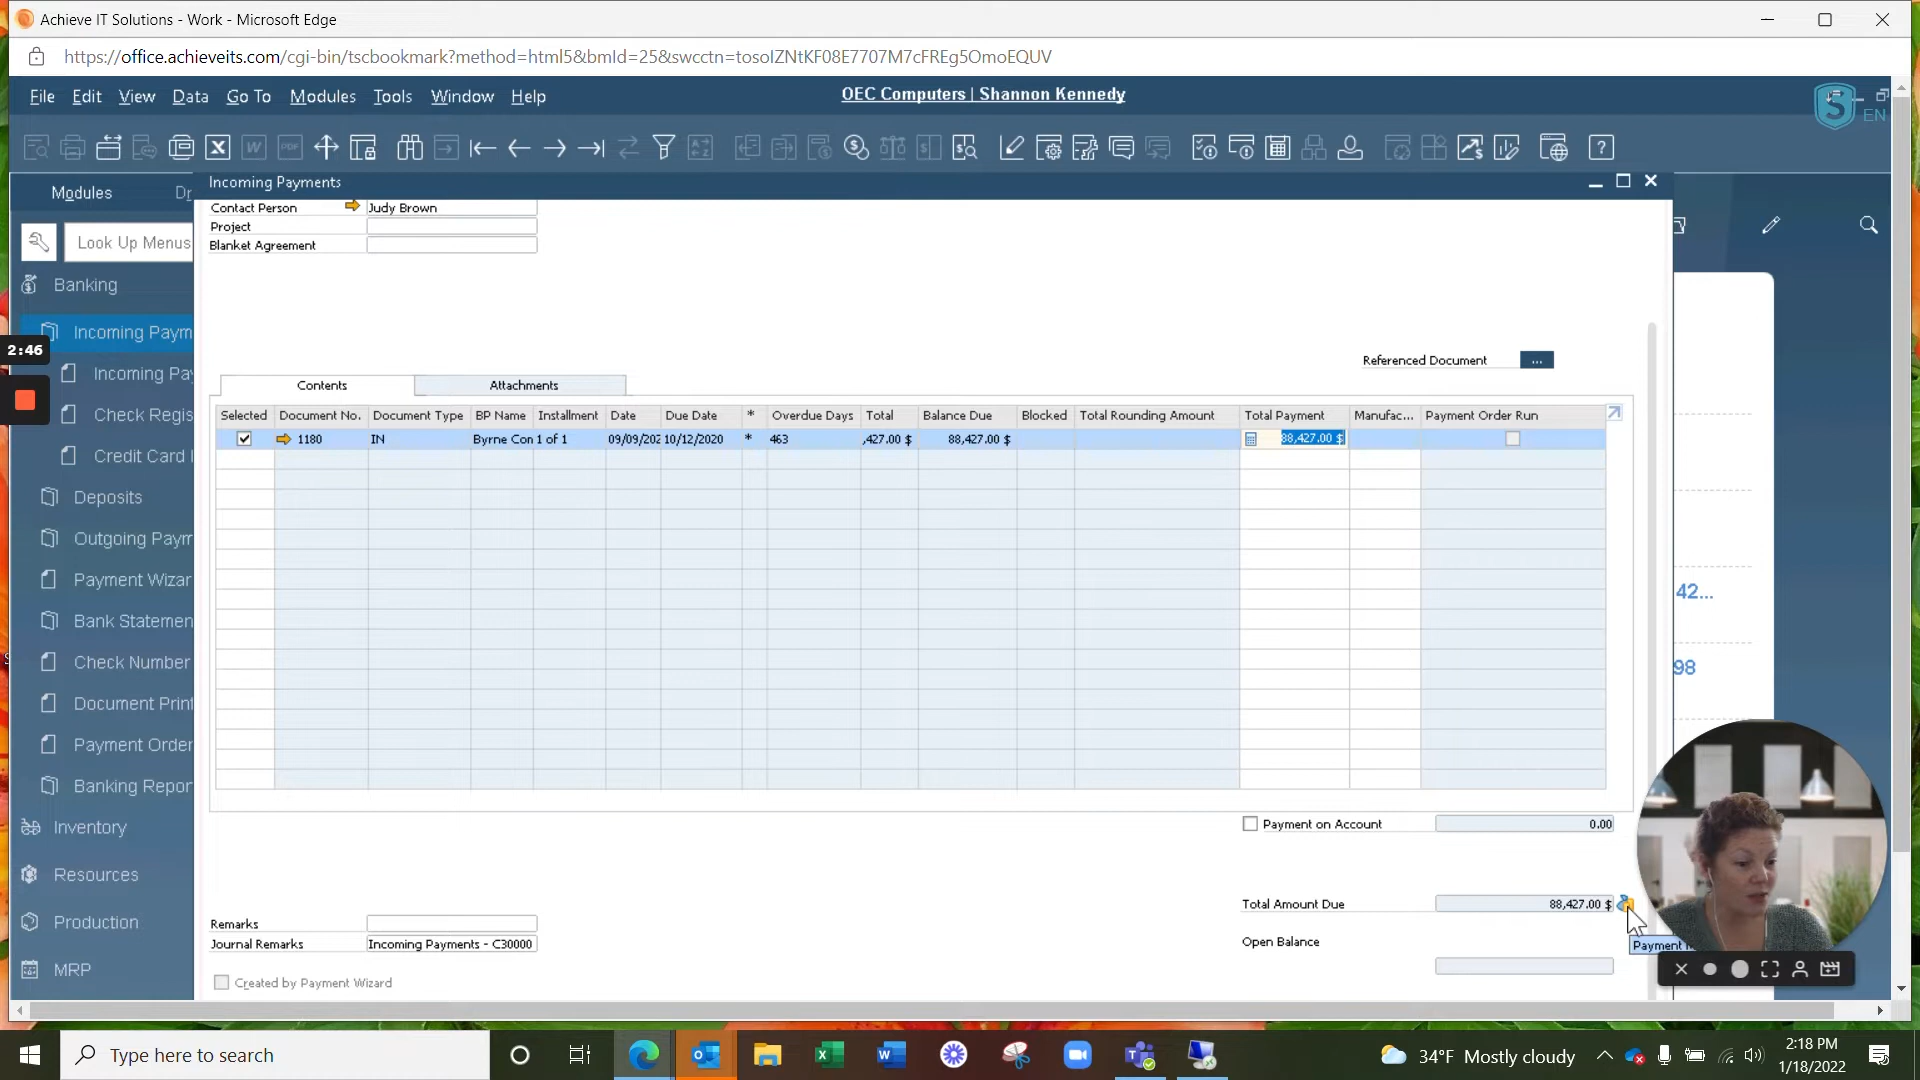 Achieve IT Solutions - Work - Microsoft Edge
https://office.achieveits.com/cgi-bin/tscbookmark?method=html5&bmId=25&swcctn=tosoIZNtKF08E7707M7cFREg5OmoEQUV
File Edit View Data Go To Modules Tools Window Help
OEC Computers | Shannon Kennedy
EN
Modules
Incoming Payments
Look Up Menus
Banking
Incoming Paym
2:46
Incoming Pay
Check Regis
Credit Card
Deposits
Outgoing Paym
Payment Wizar
Bank Statemen
Check Number
Document Print
Payment Order
Banking Repor
Inventory
Resources
Production
MRP
Contact Person Judy Brown
Project
Blanket Agreement
Referenced Document ...
Contents Attachments
Selected Document No. Document Type BP Name Installment Date Due Date * Overdue Days Total Balance Due Blocked Total Rounding Amount Total Payment Manufac... Payment Order Run
1180 IN Byrne Con 1 of 1 09/09/202 10/12/2020 * 463 ,427.00 $ 88,427.00 $ 88,427.00 $
42...
98
Payment on Account 0.00
Total Amount Due 88,427.00 $
Open Balance
Payment
Remarks
Journal Remarks Incoming Payments - C30000
Created by Payment Wizard
Type here to search
34°F Mostly cloudy
2:18 PM
1/18/2022